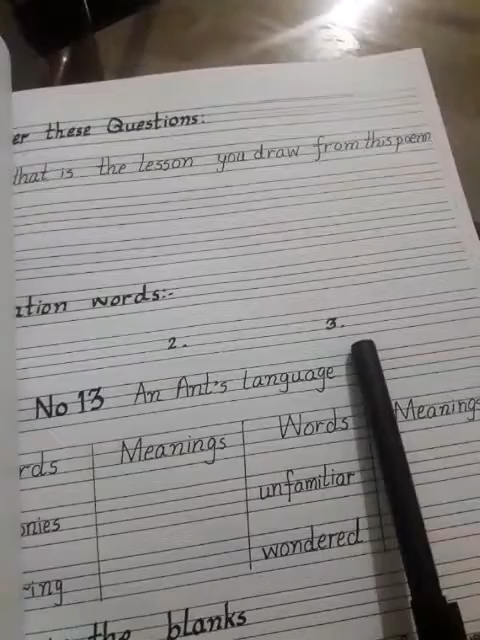 er these Questions:
hat is the lesson you draw from this poem
ation words:-
2. 3.
No 13 An Ant's language
rds Meanings Words Meanings
unfamiliar
nies
wondered
ing
the blanks